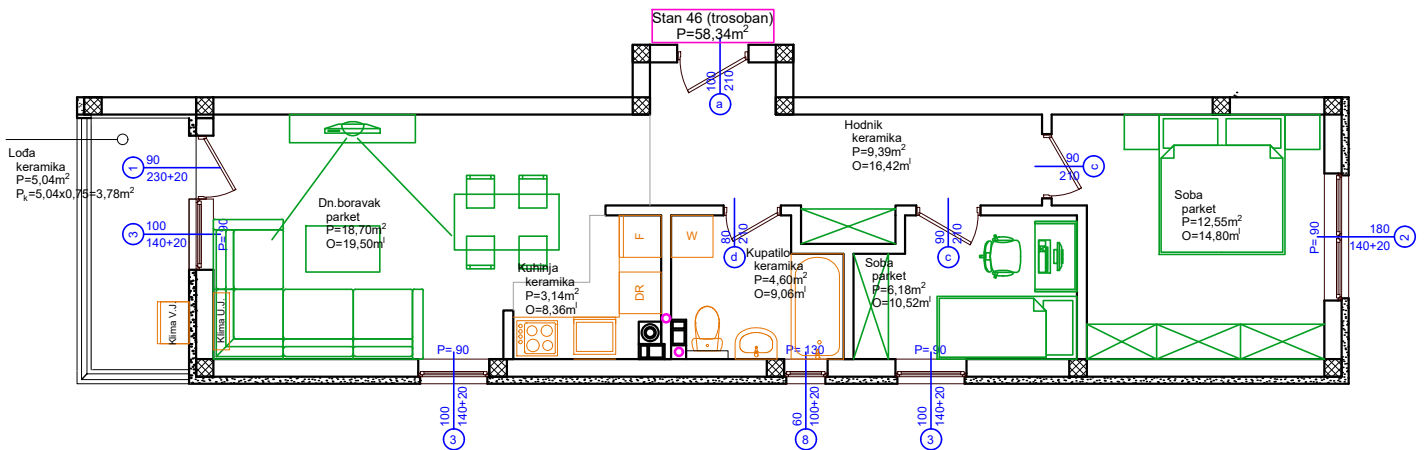 Stan 46 (trosoban)
P=58,34m²
100
210
a
Lođa
keramika
P=5,04m²
Pₖ=5,04x0,75=3,78m²
1
90
230+20
3
100
140+20
P= 90
Dn.boravak
parket
P=18,70m²
O=19,50mˡ
Klima V.J.
Klima U.J.
Kuhinja
keramika
P=3,14m²
O=8,36mˡ
F
DR
W
P= 90
100
140+20
3
80
210
d
Kupatilo
keramika
P=4,60m²
O=9,06mˡ
P= 130
60
100+20
8
Hodnik
keramika
P=9,39m²
O=16,42mˡ
90
210
c
90
210
c
Soba
parket
P=6,18m²
O=10,52mˡ
P= 90
100
140+20
3
Soba
parket
P=12,55m²
O=14,80mˡ
P= 90
180
140+20
2